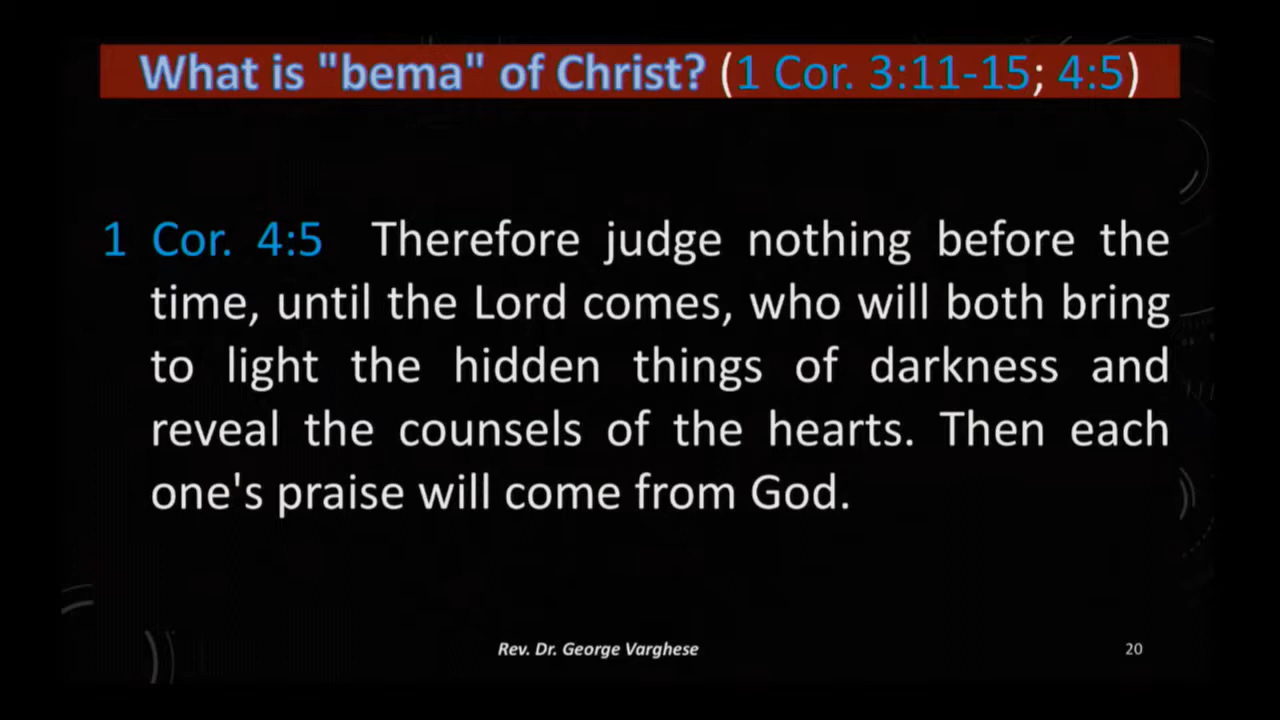 What is "bema" of Christ? (1 Cor. 3:11-15; 4:5)
1 Cor. 4:5 Therefore judge nothing before the
time, until the Lord comes, who will both bring
to light the hidden things of darkness and
reveal the counsels of the hearts. Then each
one's praise will come from God.
Rev. Dr. George Varghese
20